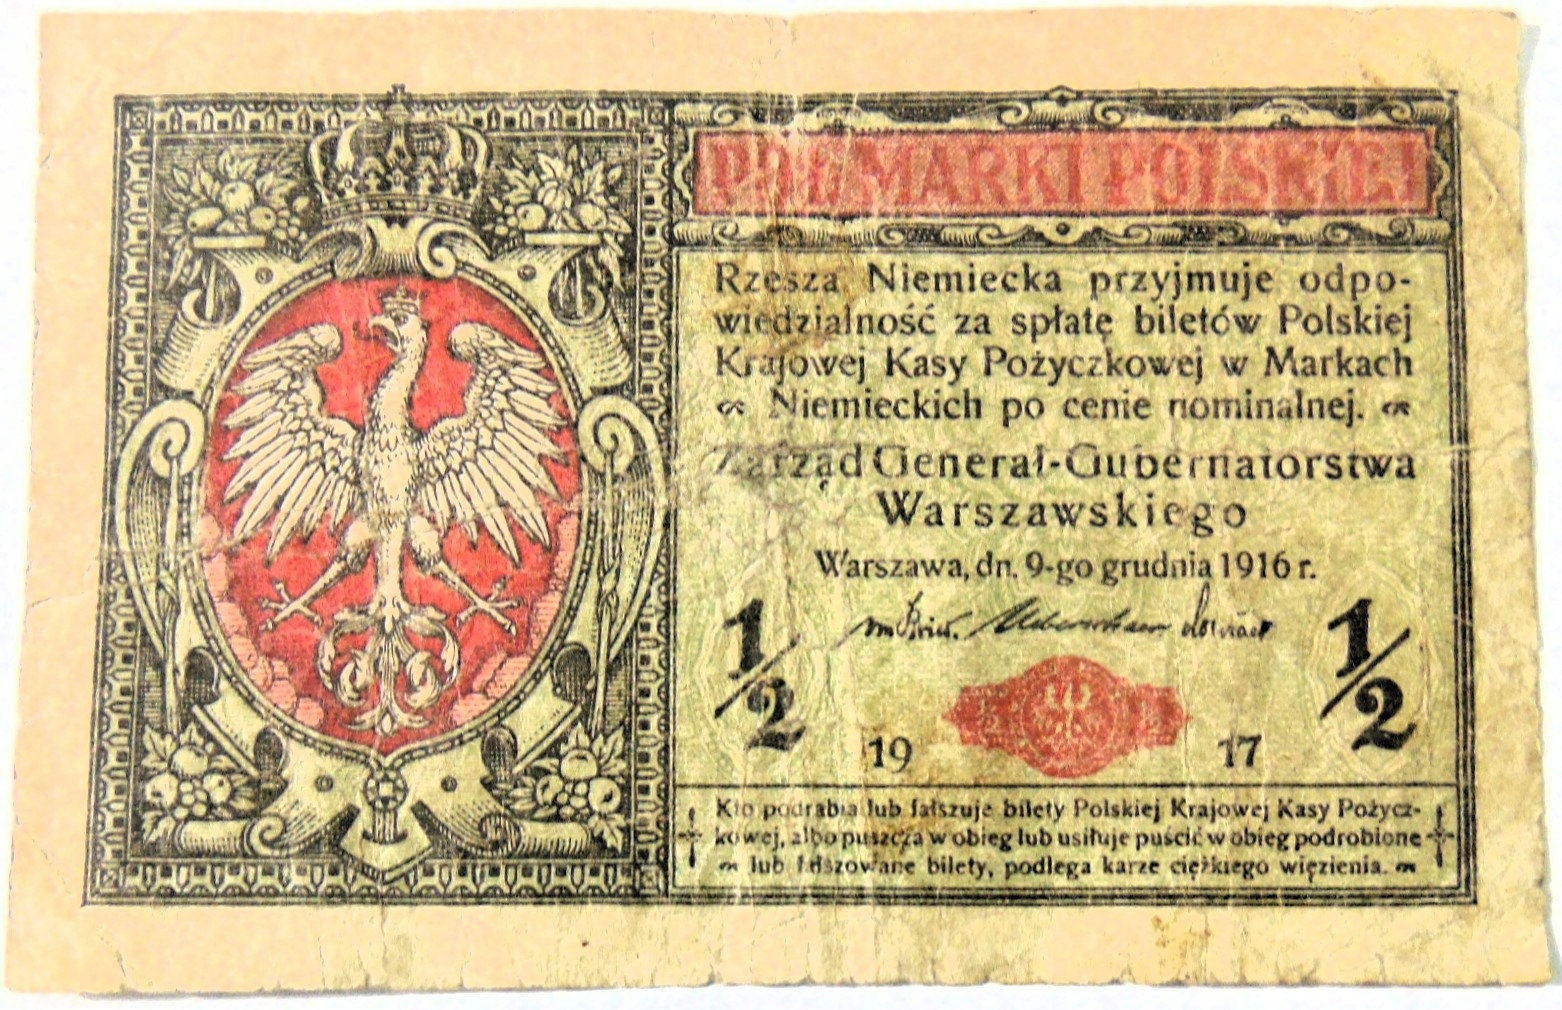 PÓŁ MARKI POLSKIEJ
Rzesza Niemiecka przyjmuje odpo-
wiedzialność za spłatę biletów Polskiej
Krajowej Kasy Pożyczkowej w Markach
Niemieckich po cenie nominalnej.
Zarząd Generał-Gubernatorstwa
Warszawskiego
Warszawa, dn. 9-go grudnia 1916 r.
1/2 1/2
19 17
Kto podrabia lub fałszuje bilety Polskiej Krajowej Kasy Pożycz-
kowej, albo puszcza w obieg lub usiłuje puścić w obieg podrobione
lub fałszowane bilety, podlega karze ciężkiego więzienia.